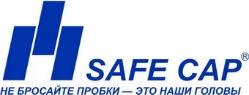 SAFE CAP®
НЕ БРОСАЙТЕ ПРОБКИ — ЭТО НАШИ ГОЛОВЫ